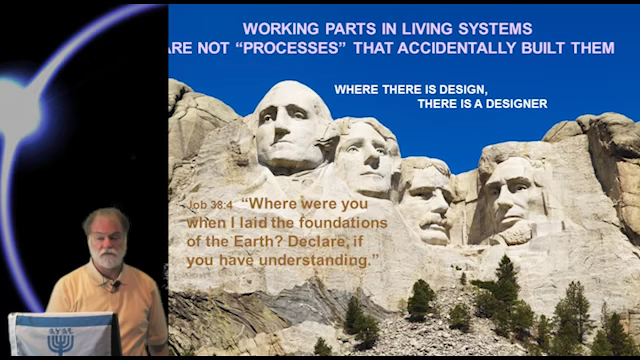 WORKING PARTS IN LIVING SYSTEMS
ARE NOT “PROCESSES” THAT ACCIDENTALLY BUILT THEM
WHERE THERE IS DESIGN,
THERE IS A DESIGNER
Job 38:4 “Where were you
when I laid the foundations
of the Earth? Declare, if
you have understanding.”